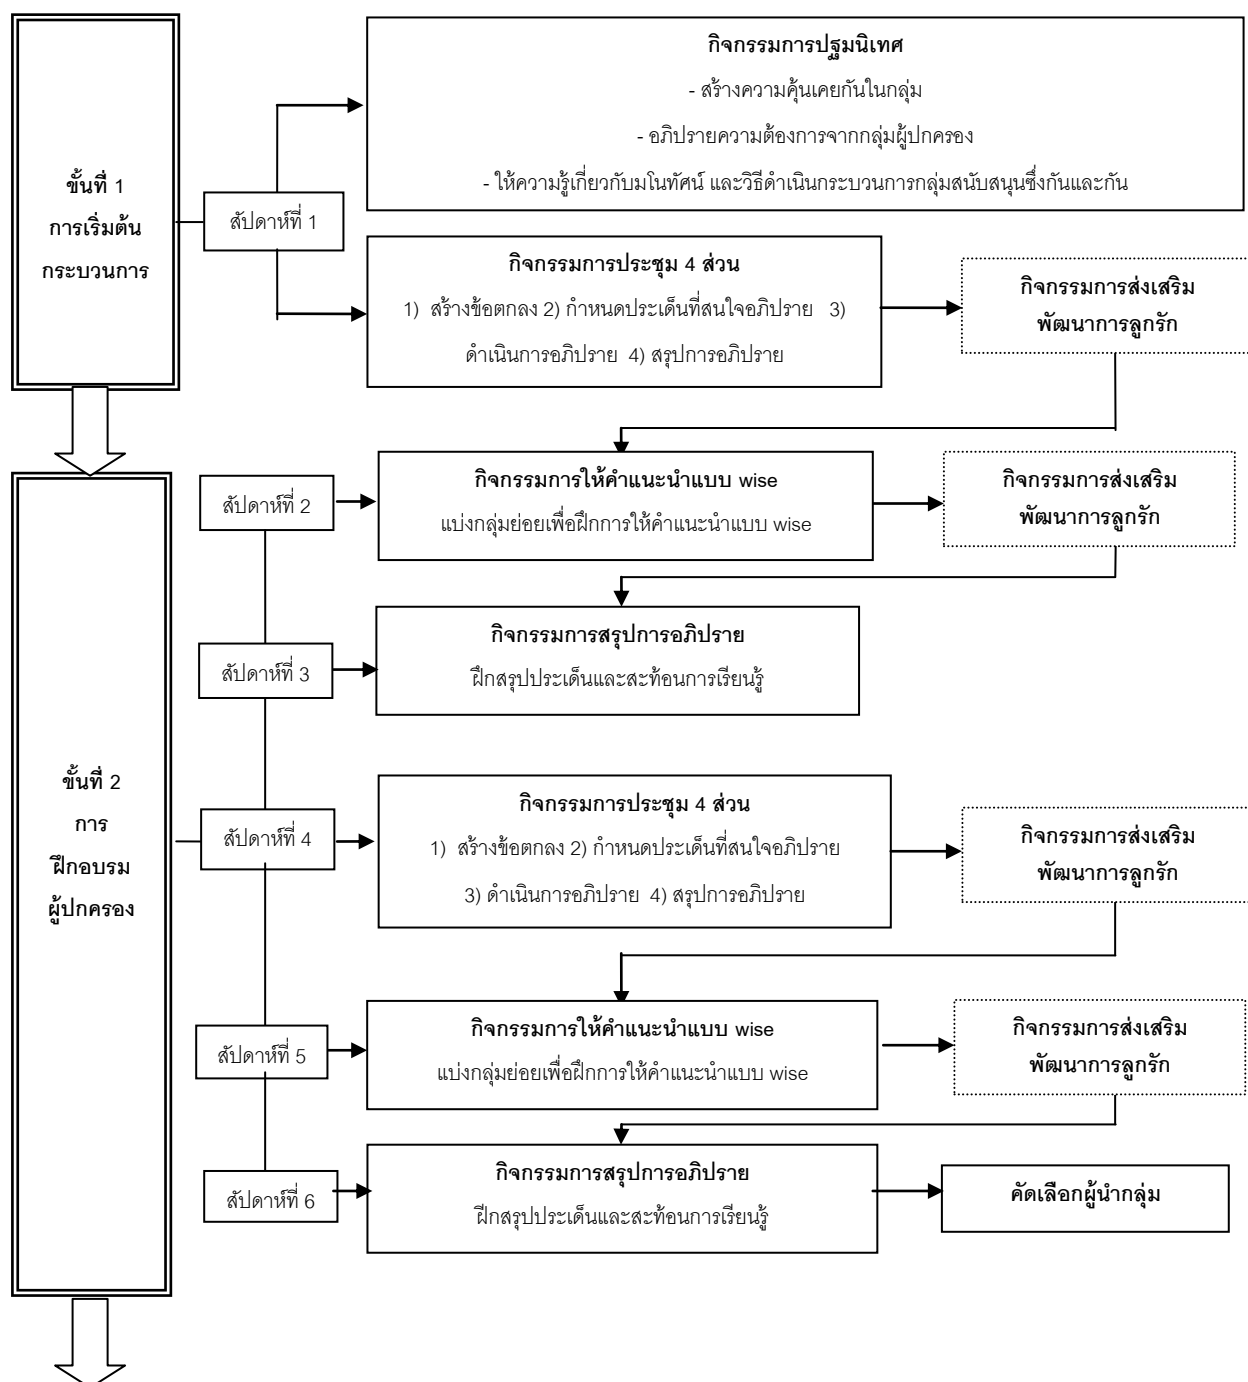 กิจกรรมการปฐมนิเทศ
- สร้างความคุ้นเคยกันในกลุ่ม
- อภิปรายความต้องการจากกลุ่มผู้ปกครอง
- ให้ความรู้เกี่ยวกับมโนทัศน์ และวิธีดำเนินกระบวนการกลุ่มสนับสนุนซึ่งกันและกัน
ขั้นที่ 1
การเริ่มต้น
กระบวนการ
สัปดาห์ที่ 1
กิจกรรมการประชุม 4 ส่วน
1) สร้างข้อตกลง 2) กำหนดประเด็นที่สนใจอภิปราย 3)
ดำเนินการอภิปราย 4) สรุปการอภิปราย
กิจกรรมการส่งเสริม
พัฒนาการลูกรัก
สัปดาห์ที่ 2
กิจกรรมการให้คำแนะนำแบบ wise
แบ่งกลุ่มย่อยเพื่อฝึกการให้คำแนะนำแบบ wise
กิจกรรมการส่งเสริม
พัฒนาการลูกรัก
สัปดาห์ที่ 3
กิจกรรมการสรุปการอภิปราย
ฝึกสรุปประเด็นและสะท้อนการเรียนรู้
ขั้นที่ 2
การ
ฝึกอบรม
ผู้ปกครอง
สัปดาห์ที่ 4
กิจกรรมการประชุม 4 ส่วน
1) สร้างข้อตกลง 2) กำหนดประเด็นที่สนใจอภิปราย
3) ดำเนินการอภิปราย 4) สรุปการอภิปราย
กิจกรรมการส่งเสริม
พัฒนาการลูกรัก
สัปดาห์ที่ 5
กิจกรรมการให้คำแนะนำแบบ wise
แบ่งกลุ่มย่อยเพื่อฝึกการให้คำแนะนำแบบ wise
กิจกรรมการส่งเสริม
พัฒนาการลูกรัก
สัปดาห์ที่ 6
กิจกรรมการสรุปการอภิปราย
ฝึกสรุปประเด็นและสะท้อนการเรียนรู้
คัดเลือกผู้นำกลุ่ม